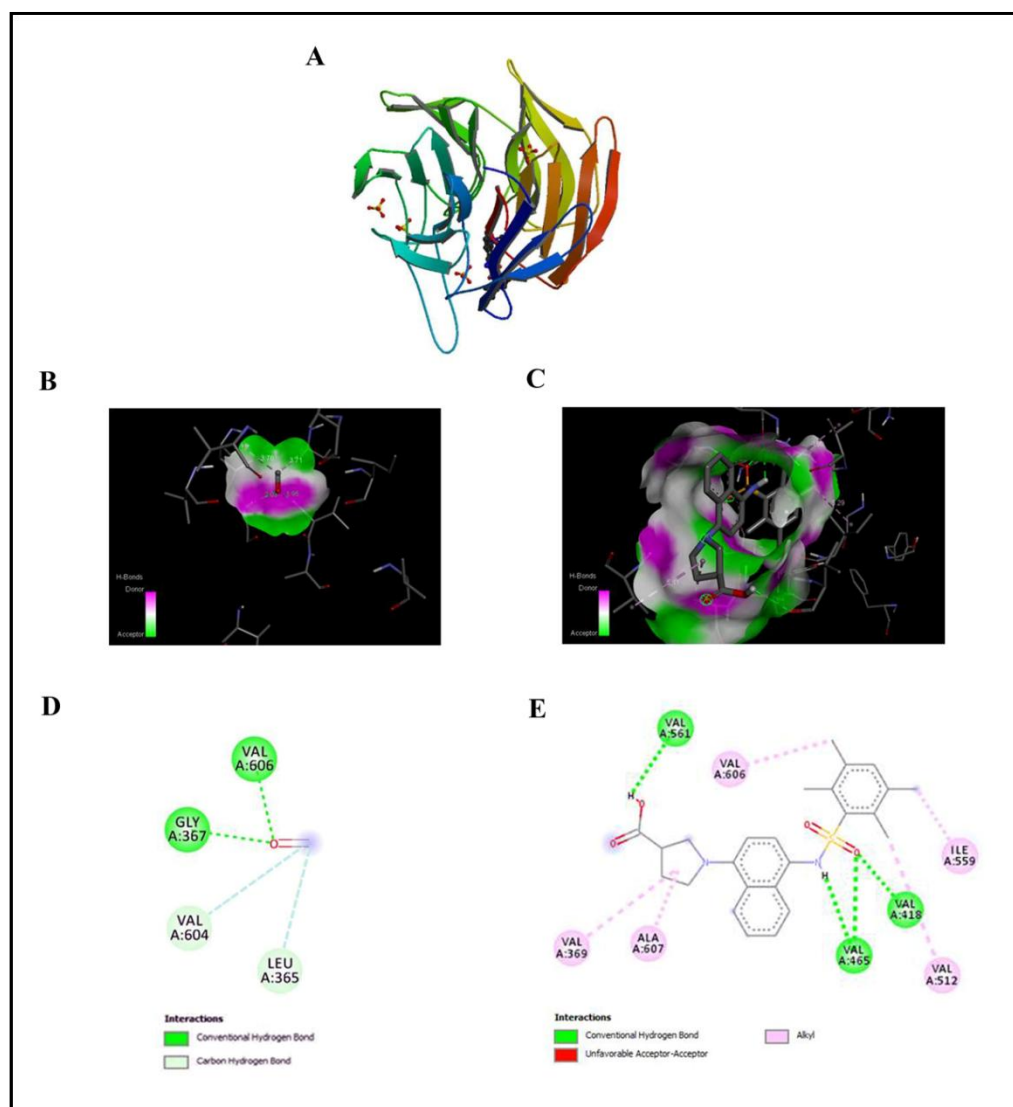 A
B
C
H-Bonds
Donor
Acceptor
H-Bonds
Donor
Acceptor
D
E
VAL
A:606
GLY
A:367
VAL
A:604
LEU
A:365
Interactions
Conventional Hydrogen Bond
Carbon Hydrogen Bond
VAL
A:561
VAL
A:606
ILE
A:559
VAL
A:418
VAL
A:465
VAL
A:512
VAL
A:369
ALA
A:607
H
O
O
N
O
S
O
N
H
O
Interactions
Conventional Hydrogen Bond
Unfavorable Acceptor-Acceptor
Alkyl